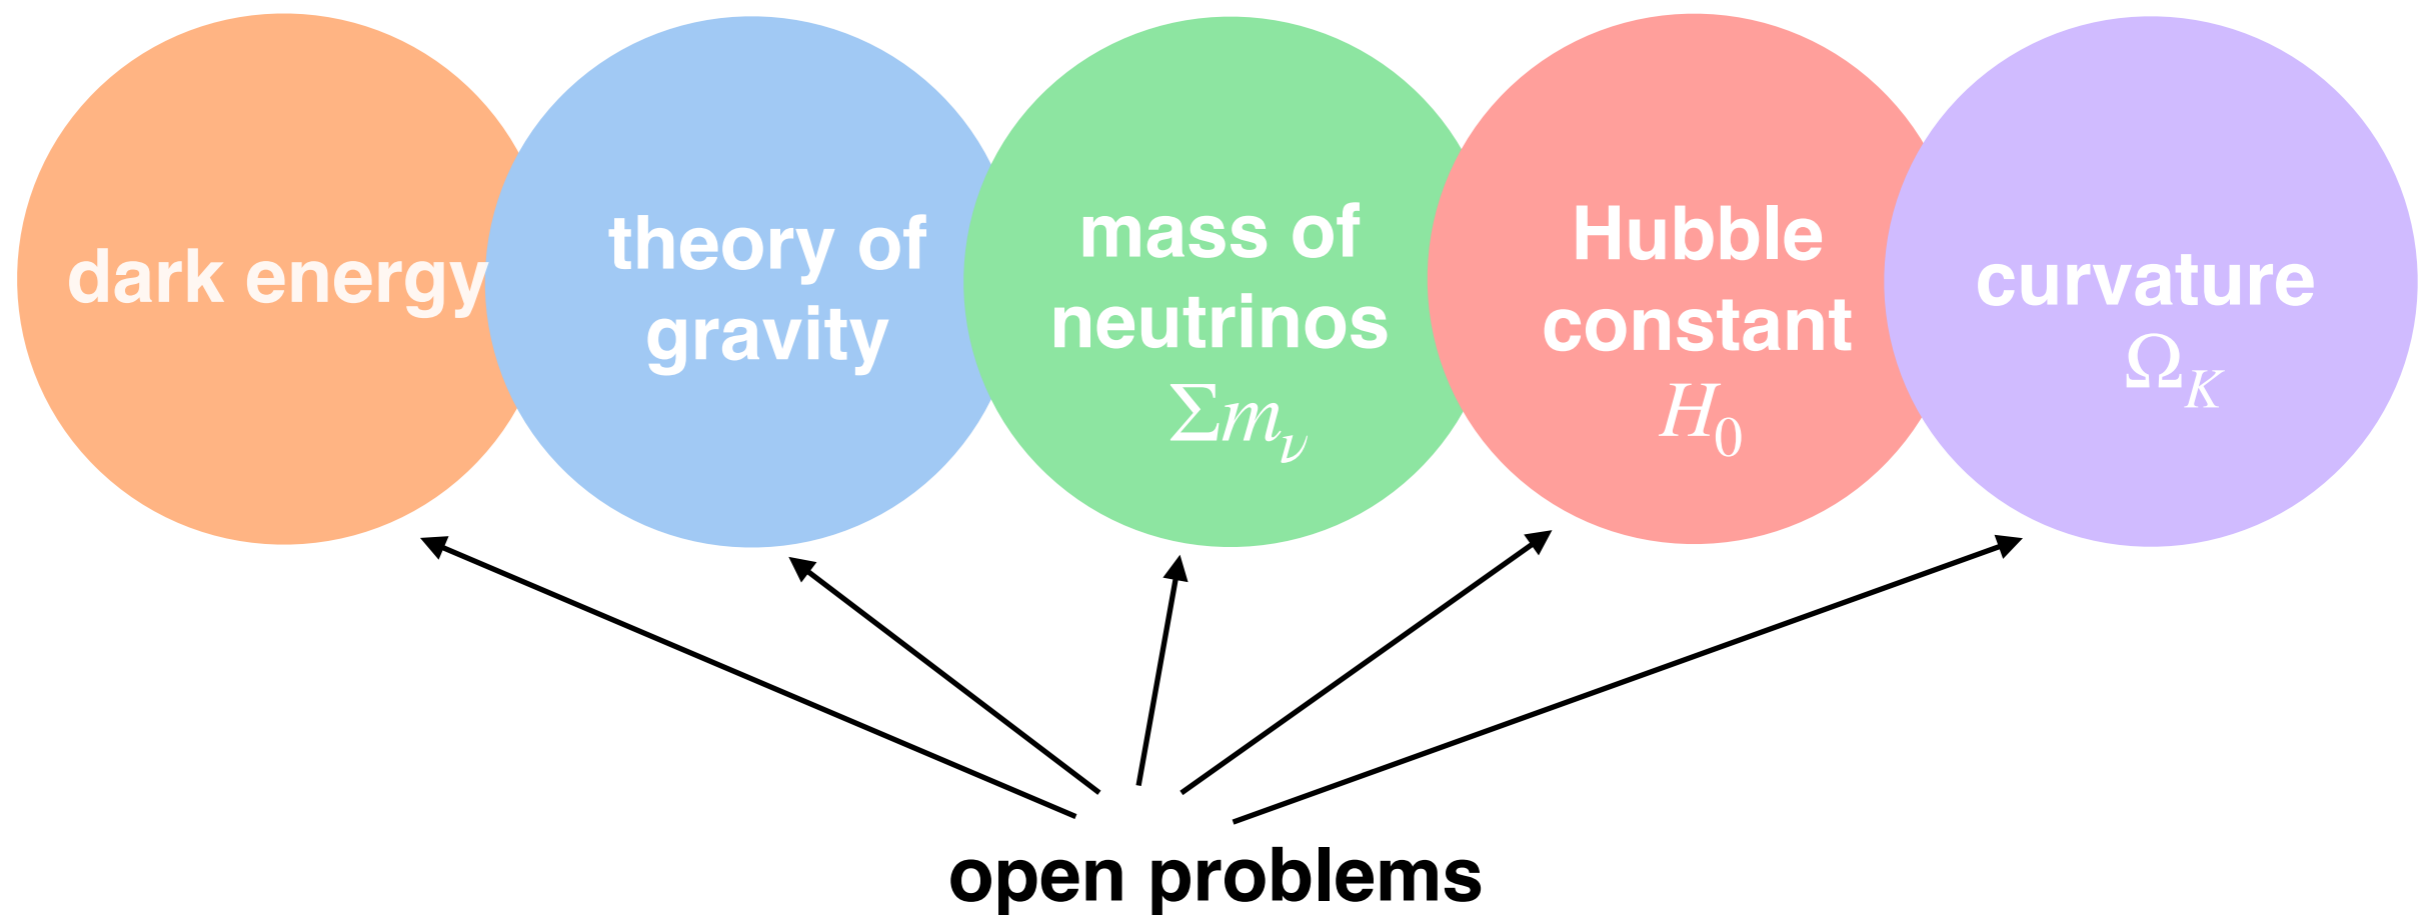 dark energy
theory of
gravity
mass of
neutrinos
Σm_ν
Hubble
constant
H_0
curvature
Ω_K
open problems